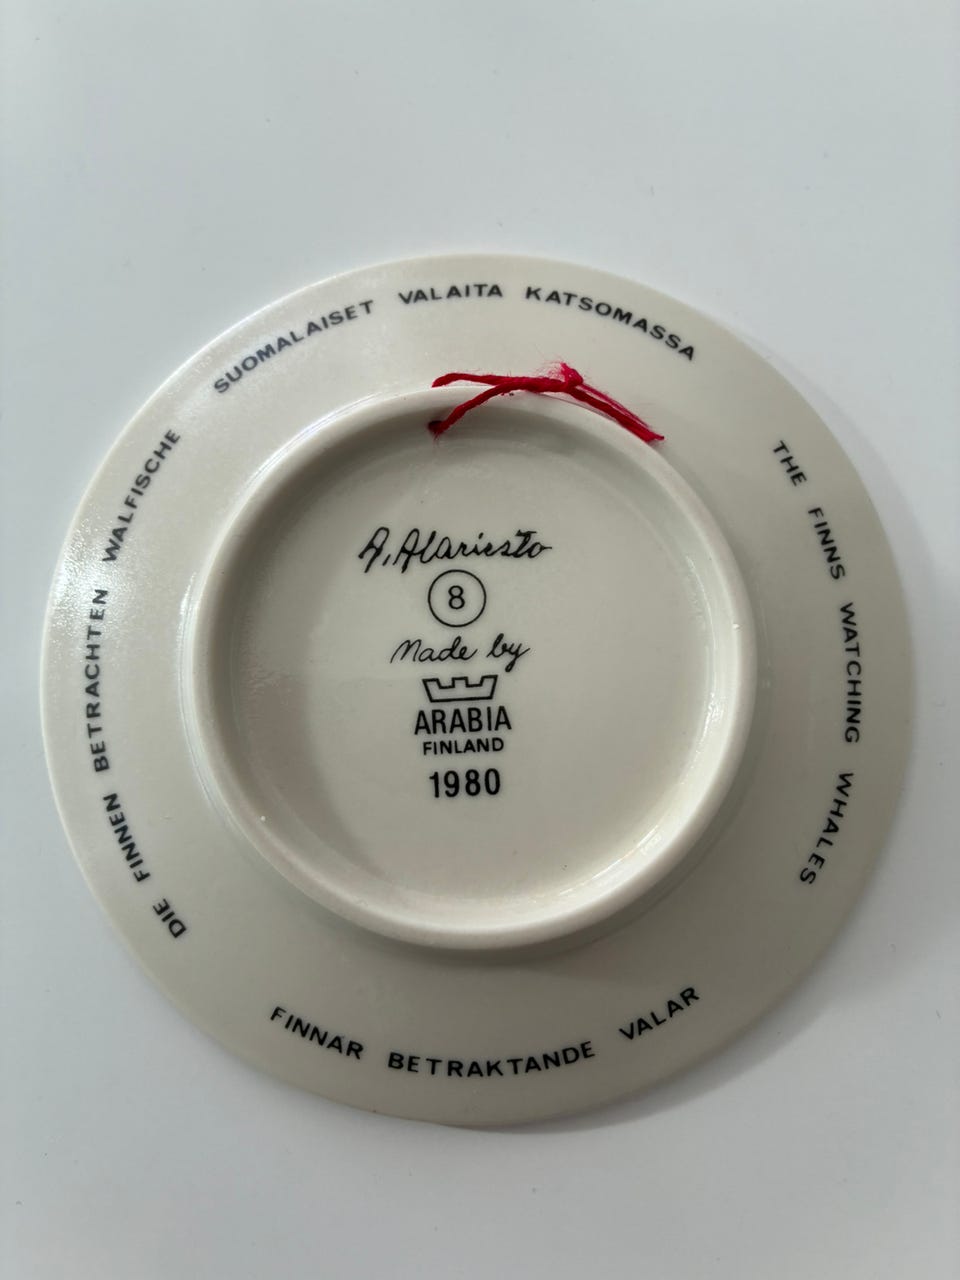 SUOMALAISET VALAITA KATSOMASSA
THE FINNS WATCHING WHALES
FINNAR BETRAKTANDE VALAR
DIE FINNEN BETRACHTEN WALFISCHE
A. Alariesto
8
Made by
ARABIA
FINLAND
1980